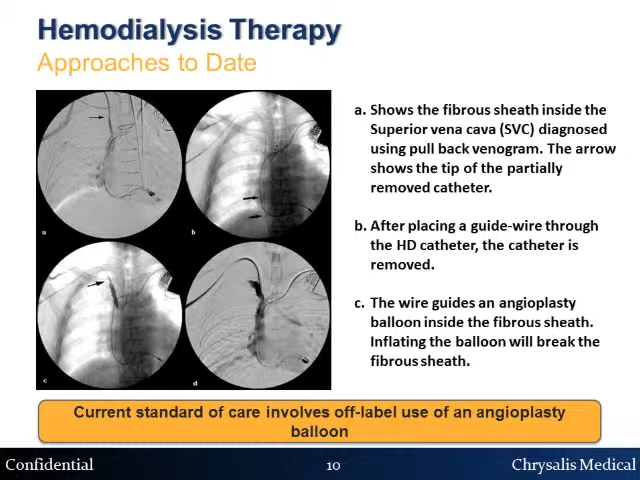 Hemodialysis Therapy
Approaches to Date
a
b
c
d
a. Shows the fibrous sheath inside the
Superior vena cava (SVC) diagnosed
using pull back venogram. The arrow
shows the tip of the partially
removed catheter.
b. After placing a guide-wire through
the HD catheter, the catheter is
removed.
c. The wire guides an angioplasty
balloon inside the fibrous sheath.
Inflating the balloon will break the
fibrous sheath.
Current standard of care involves off-label use of an angioplasty
balloon
Confidential
10
Chrysalis Medical